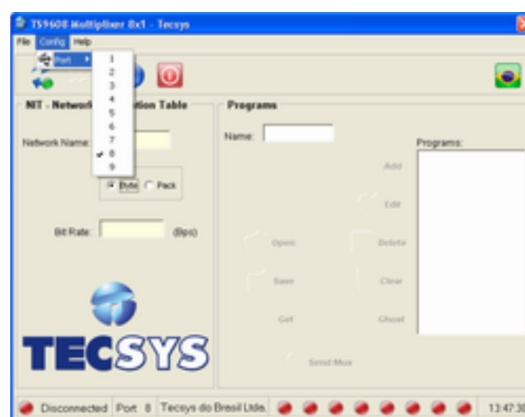 TS9608 Multiplixer 8x1 - Tecsys
File Config Help
Port
1
2
3
4
5
6
7
8
9
NIT - Network
ation Table
Network Name:
Byte Pack
Bit Rate: (Bps)
TECSYS
Programs
Name:
Programs:
Add
Edit
Open Delete
Save Clear
Get Ghost
Send Mux
Disconnected Port 8 Tecsys do Brasil Ltda. 13:47:30